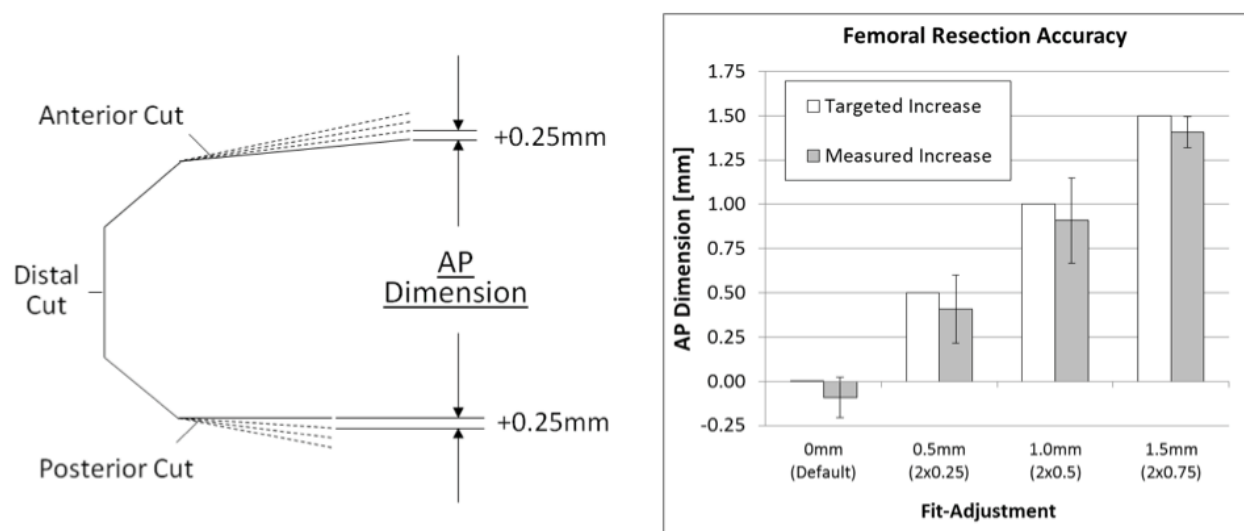 Anterior Cut
+0.25mm
Distal
Cut
AP
Dimension
+0.25mm
Posterior Cut
Femoral Resection Accuracy
Targeted Increase
Measured Increase
AP Dimension [mm]
1.75
1.50
1.25
1.00
0.75
0.50
0.25
0.00
-0.25
0mm
(Default)
0.5mm
(2x0.25)
1.0mm
(2x0.5)
1.5mm
(2x0.75)
Fit-Adjustment